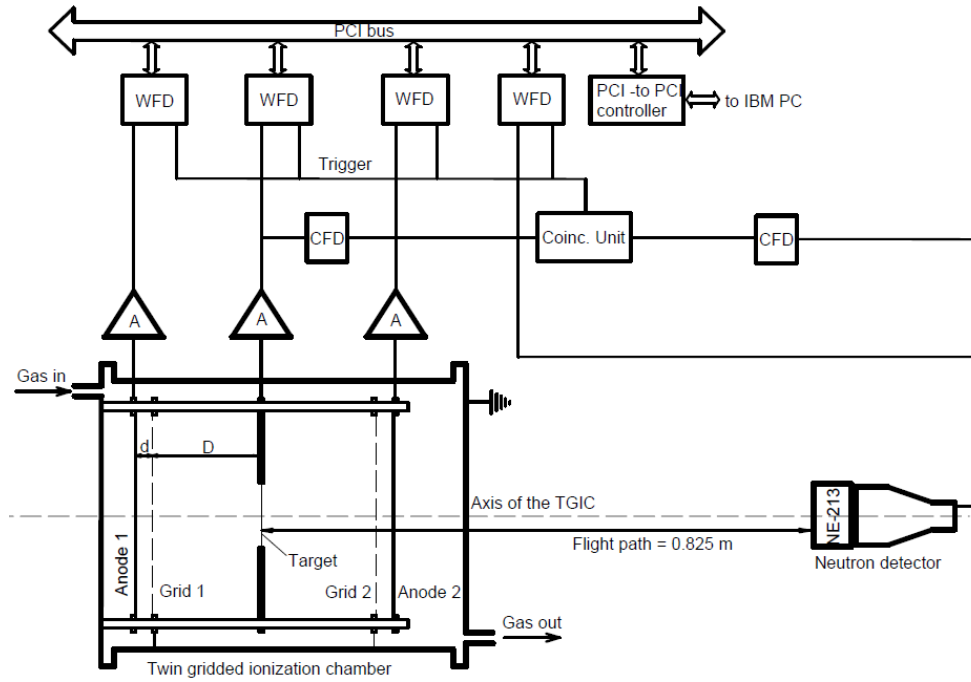 PCI bus
WFD
WFD
WFD
WFD
PCI -to PCI
controller
to IBM PC
Trigger
CFD
Coinc. Unit
CFD
A
A
A
Gas in
d
D
Axis of the TGIC
NE-213
Flight path = 0.825 m
Target
Neutron detector
Anode 1
Grid 1
Grid 2
Anode 2
Gas out
Twin gridded ionization chamber